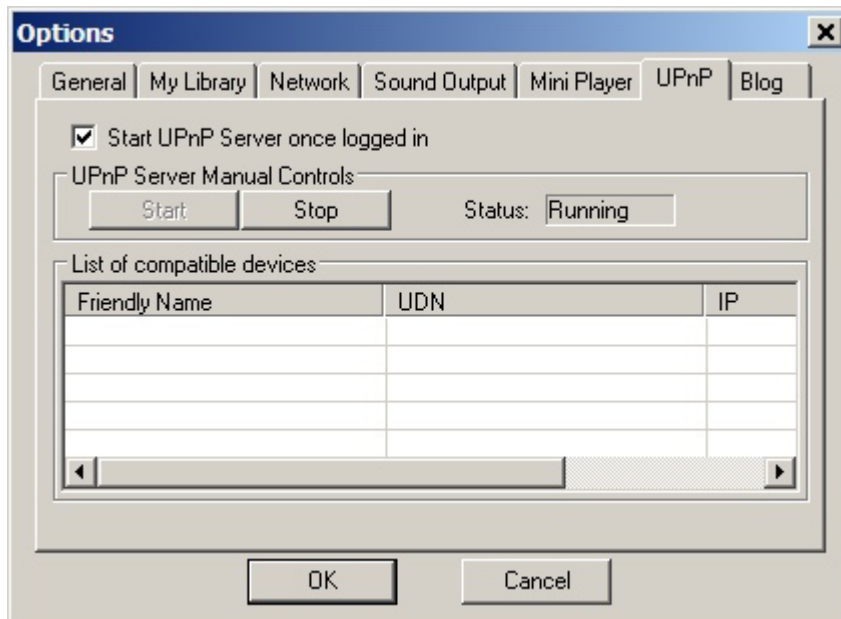 Options
General My Library Network Sound Output Mini Player UPnP Blog
Start UPnP Server once logged in
UPnP Server Manual Controls
Start Stop Status: Running
List of compatible devices
Friendly Name UDN IP
OK Cancel